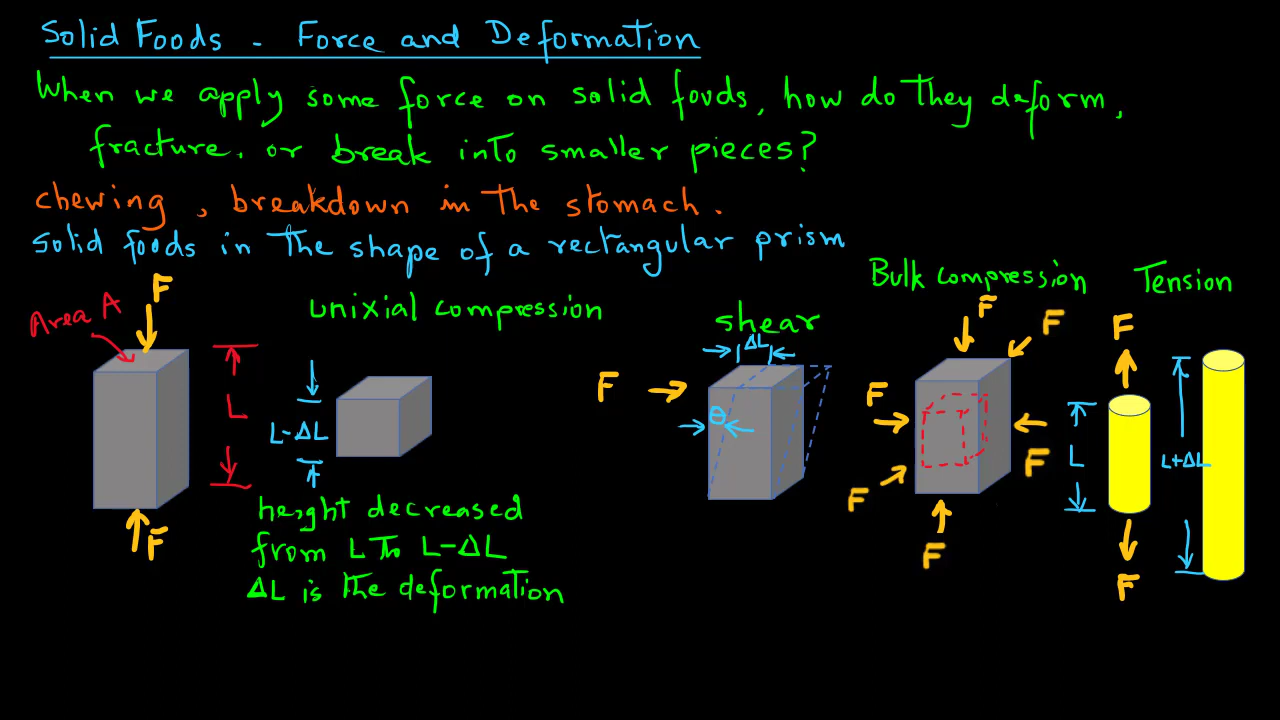 Solid Foods - Force and Deformation
When we apply some force on solid foods, how do they deform,
fracture, or break into smaller pieces?
chewing, breakdown in the stomach.
Solid foods in the shape of a rectangular prism
Area A
F
L
F
unixial compression
L-ΔL
height decreased
from L to L-ΔL
ΔL is the deformation
shear
ΔL
F
θ
Bulk compression
F
F
F
F
F
F
Tension
F
L
F
L+ΔL